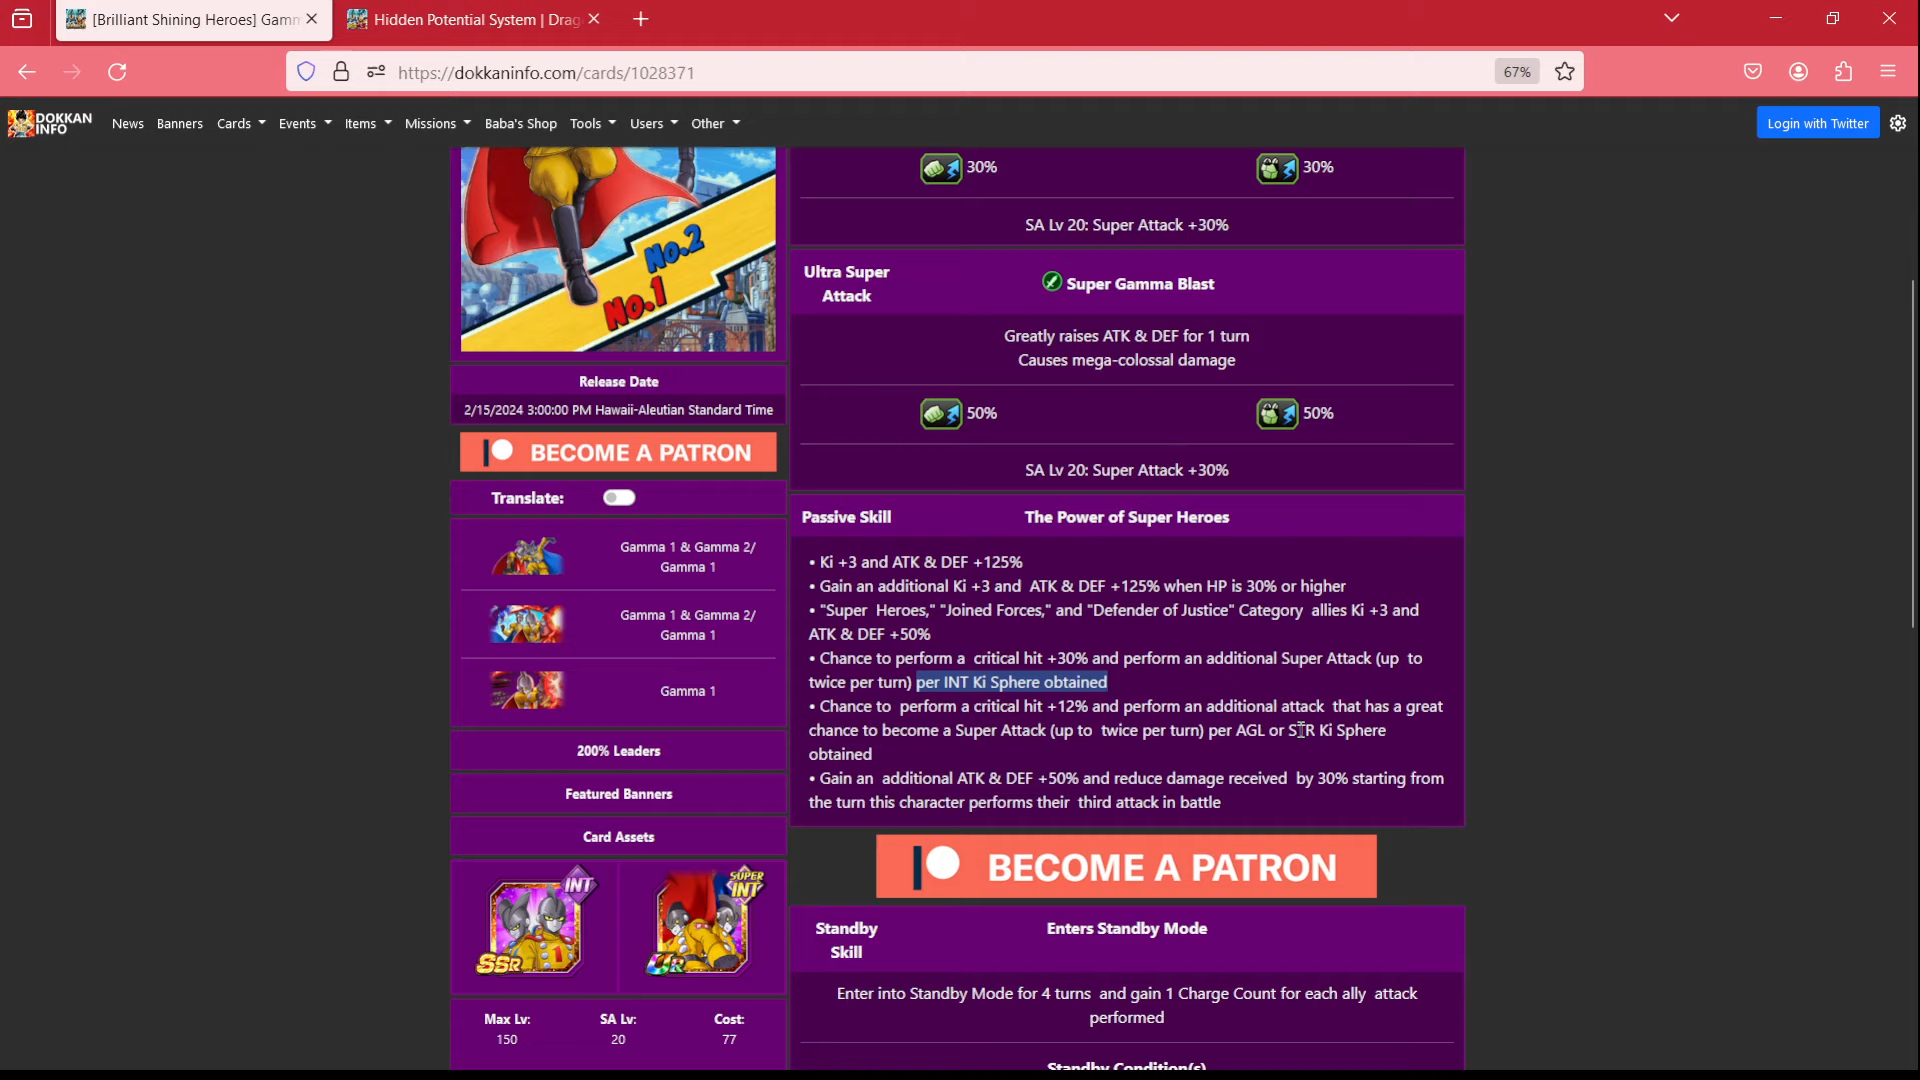 [Brilliant Shining Heroes] Gamm
Hidden Potential System | Drag
https://dokkaninfo.com/cards/1028371
67%
DOKKAN INFO
News Banners Cards Events Items Missions Baba's Shop Tools Users Other
Login with Twitter
No.2
No.1
Release Date
2/15/2024 3:00:00 PM Hawaii-Aleutian Standard Time
BECOME A PATRON
Translate:
Gamma 1 & Gamma 2/
Gamma 1
Gamma 1 & Gamma 2/
Gamma 1
Gamma 1
200% Leaders
Featured Banners
Card Assets
INT
SSR
SUPER INT
UR
Max Lv: SA Lv: Cost:
150 20 77
30% 30%
SA Lv 20: Super Attack +30%
Ultra Super
Attack
Super Gamma Blast
Greatly raises ATK & DEF for 1 turn
Causes mega-colossal damage
50% 50%
SA Lv 20: Super Attack +30%
Passive Skill The Power of Super Heroes
• Ki +3 and ATK & DEF +125%
• Gain an additional Ki +3 and ATK & DEF +125% when HP is 30% or higher
• "Super Heroes," "Joined Forces," and "Defender of Justice" Category allies Ki +3 and
ATK & DEF +50%
• Chance to perform a critical hit +30% and perform an additional Super Attack (up to
twice per turn) per INT Ki Sphere obtained
• Chance to perform a critical hit +12% and perform an additional attack that has a great
chance to become a Super Attack (up to twice per turn) per AGL or STR Ki Sphere
obtained
• Gain an additional ATK & DEF +50% and reduce damage received by 30% starting from
the turn this character performs their third attack in battle
BECOME A PATRON
Standby
Skill
Enters Standby Mode
Enter into Standby Mode for 4 turns and gain 1 Charge Count for each ally attack
performed
Standby Condition(s)